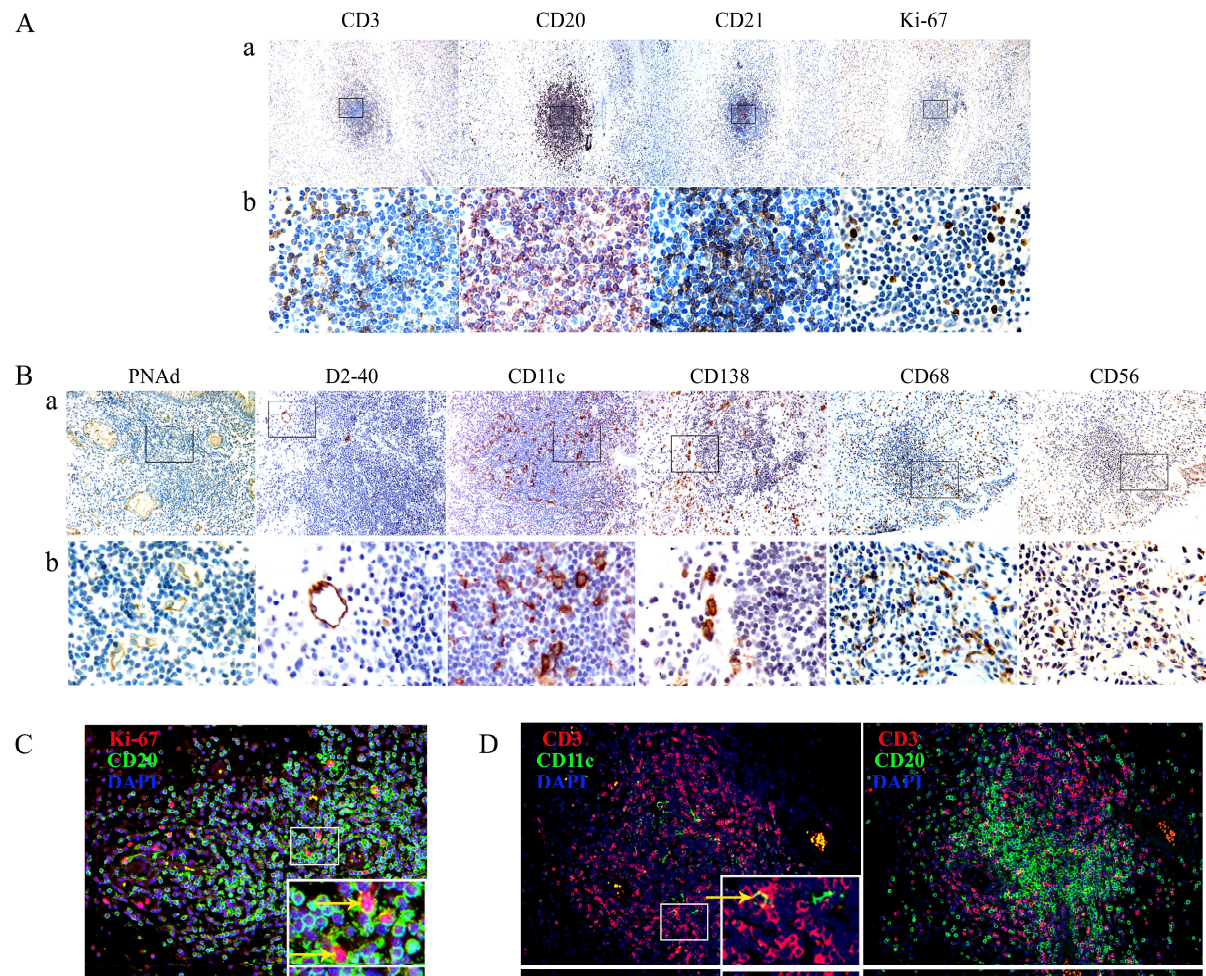 A
CD3 CD20 CD21 Ki-67
a
b
B
PNAd D2-40 CD11c CD138 CD68 CD56
a
b
C
Ki-67
CD20
DAPI
D
CD3
CD11c
DAPI
CD3
CD20
DAPI